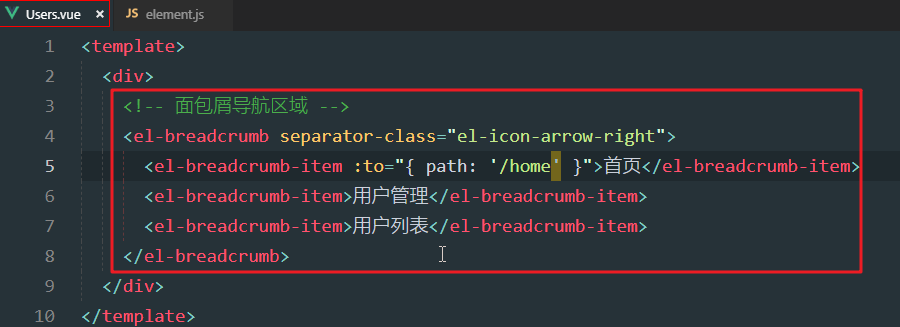 Users.vue × JS element.js
1 <template>
2 <div>
3 <!-- 面包屑导航区域 -->
4 <el-breadcrumb separator-class="el-icon-arrow-right">
5 <el-breadcrumb-item :to="{ path: '/home' }">首页</el-breadcrumb-item>
6 <el-breadcrumb-item>用户管理</el-breadcrumb-item>
7 <el-breadcrumb-item>用户列表</el-breadcrumb-item>
8 </el-breadcrumb>
9 </div>
10 </template>